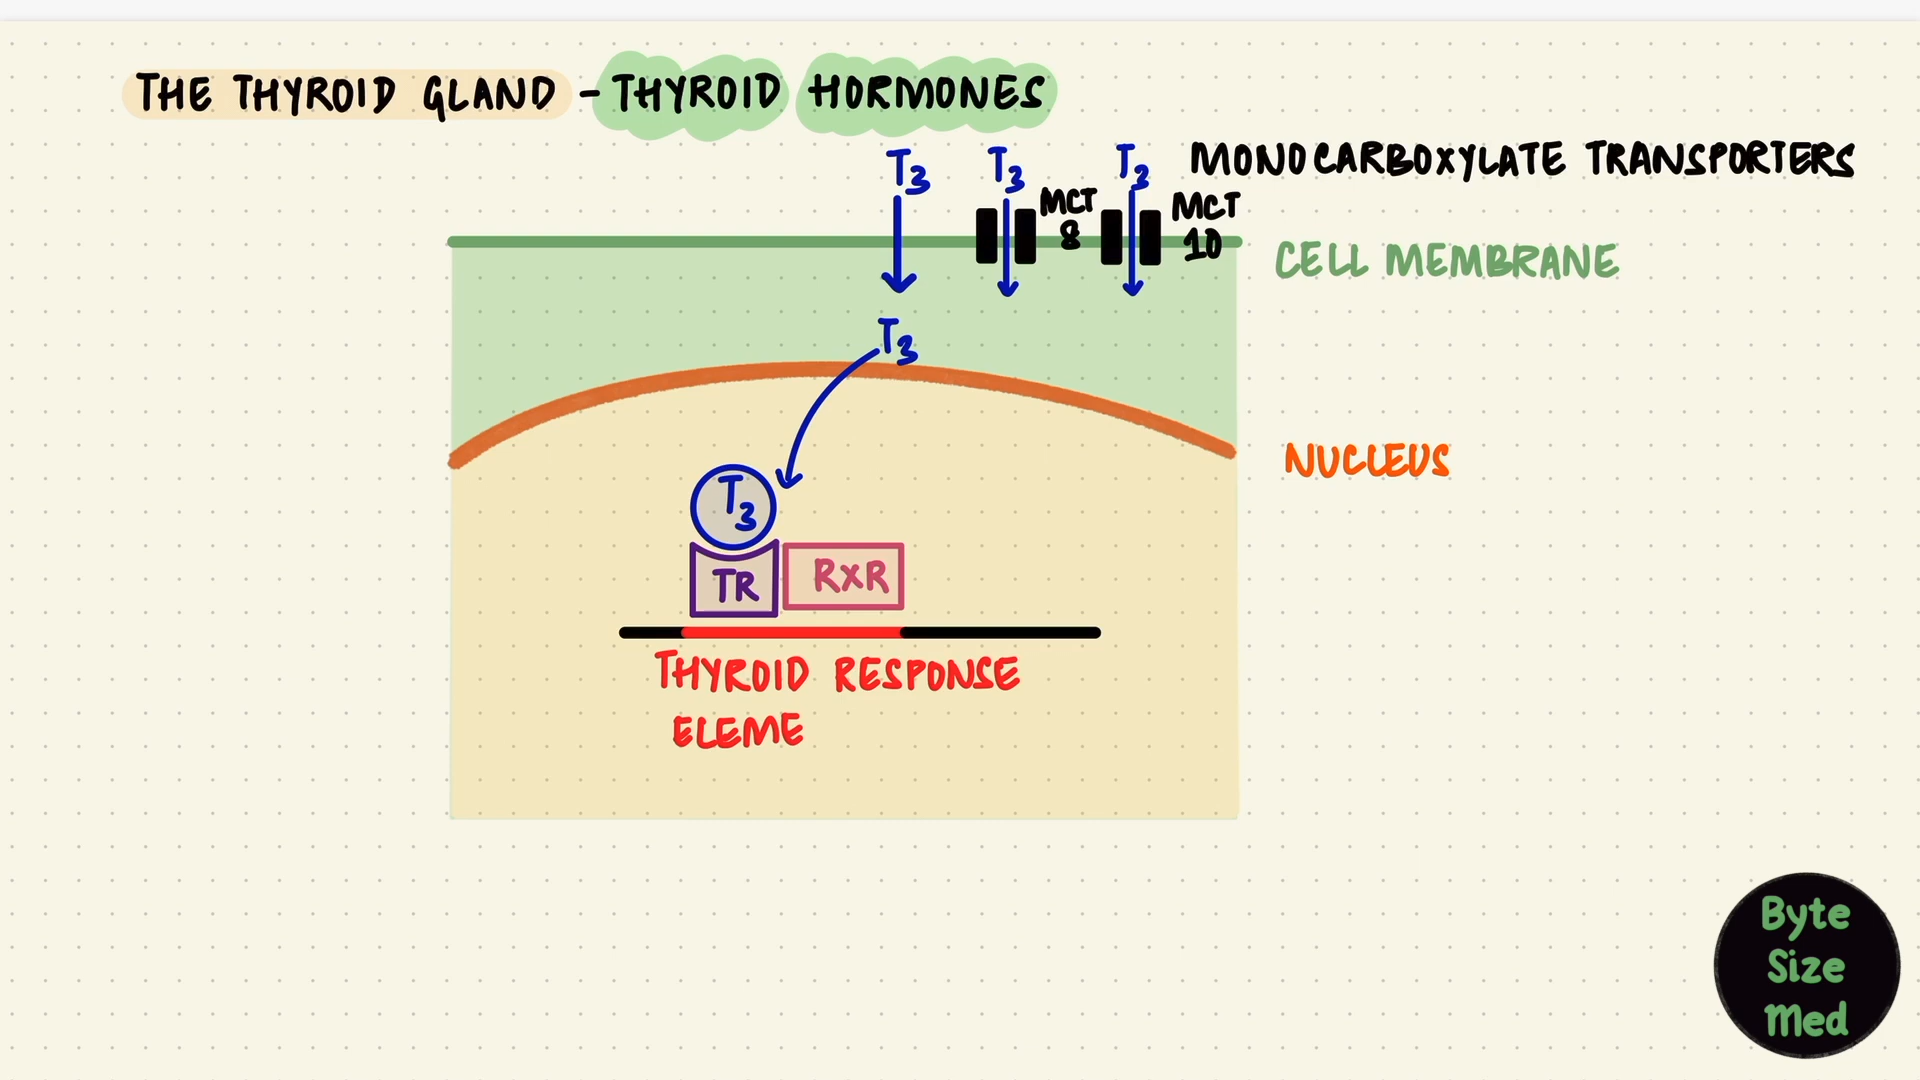 THE THYROID GLAND - THYROID HORMONES
T3 T3 T3 MONOCARBOXYLATE TRANSPORTERS
MCT 8
MCT 10
CELL MEMBRANE
T3
NUCLEUS
T3
TR RXR
THYROID RESPONSE
ELEME
Byte
Size
Med